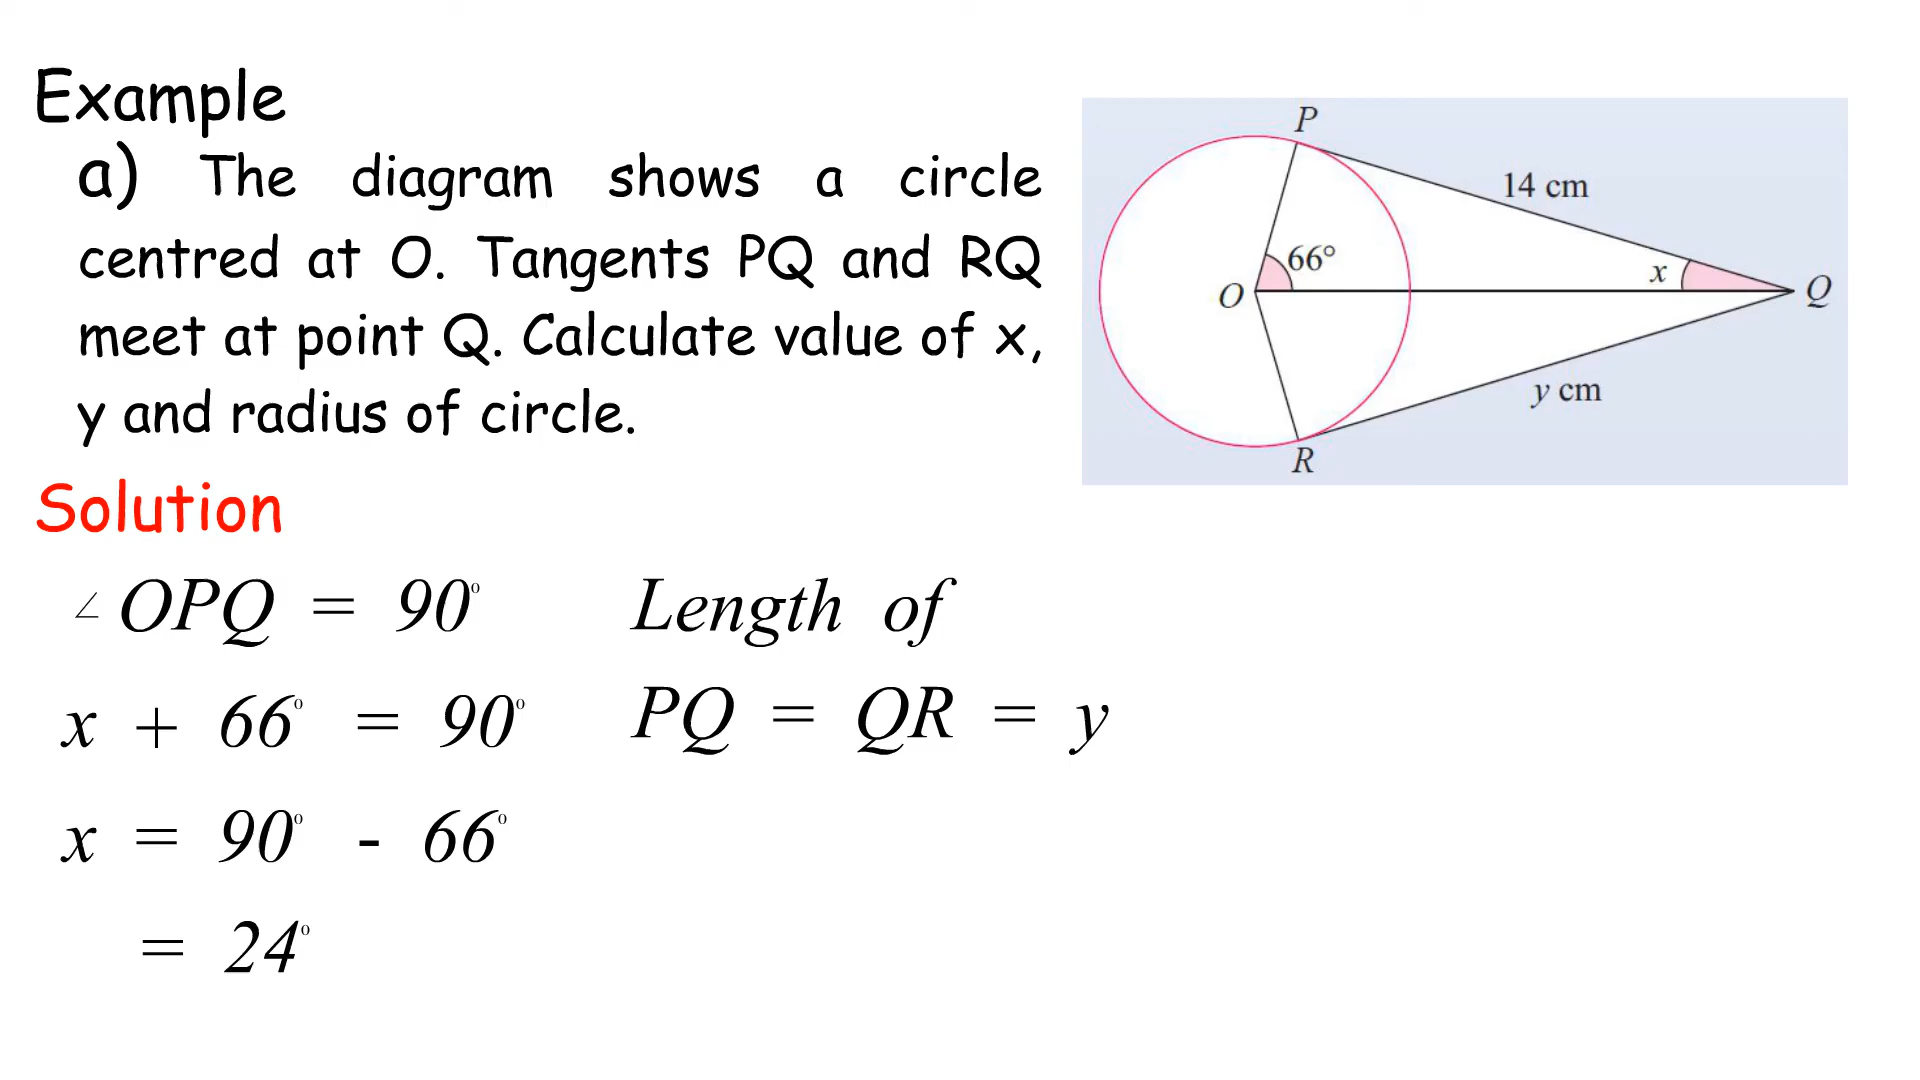 Example
a) The diagram shows a circle
centred at O. Tangents PQ and RQ
meet at point Q. Calculate value of x,
y and radius of circle.
P
14 cm
66°
x
O
Q
y cm
R
Solution
∠ OPQ = 90°
x + 66° = 90°
x = 90° - 66°
= 24°
Length of
PQ = QR = y